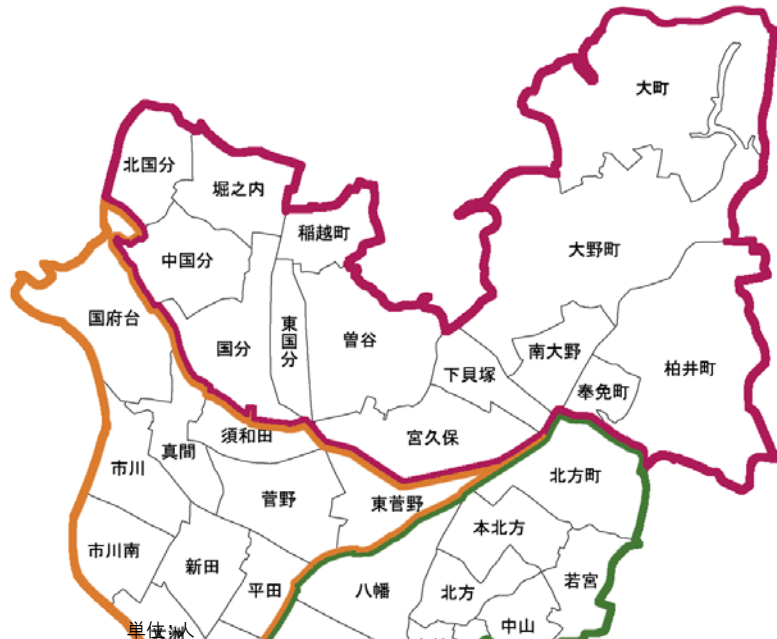 大町
北国分
堀之内
稲越町
大野町
中国分
国府台
国分
東国分
曽谷
南大野
下貝塚
柏井町
奉免町
須和田
宮久保
真間
市川
菅野
東菅野
北方町
本北方
市川南
新田
平田
八幡
北方
若宮
中山
単位：人